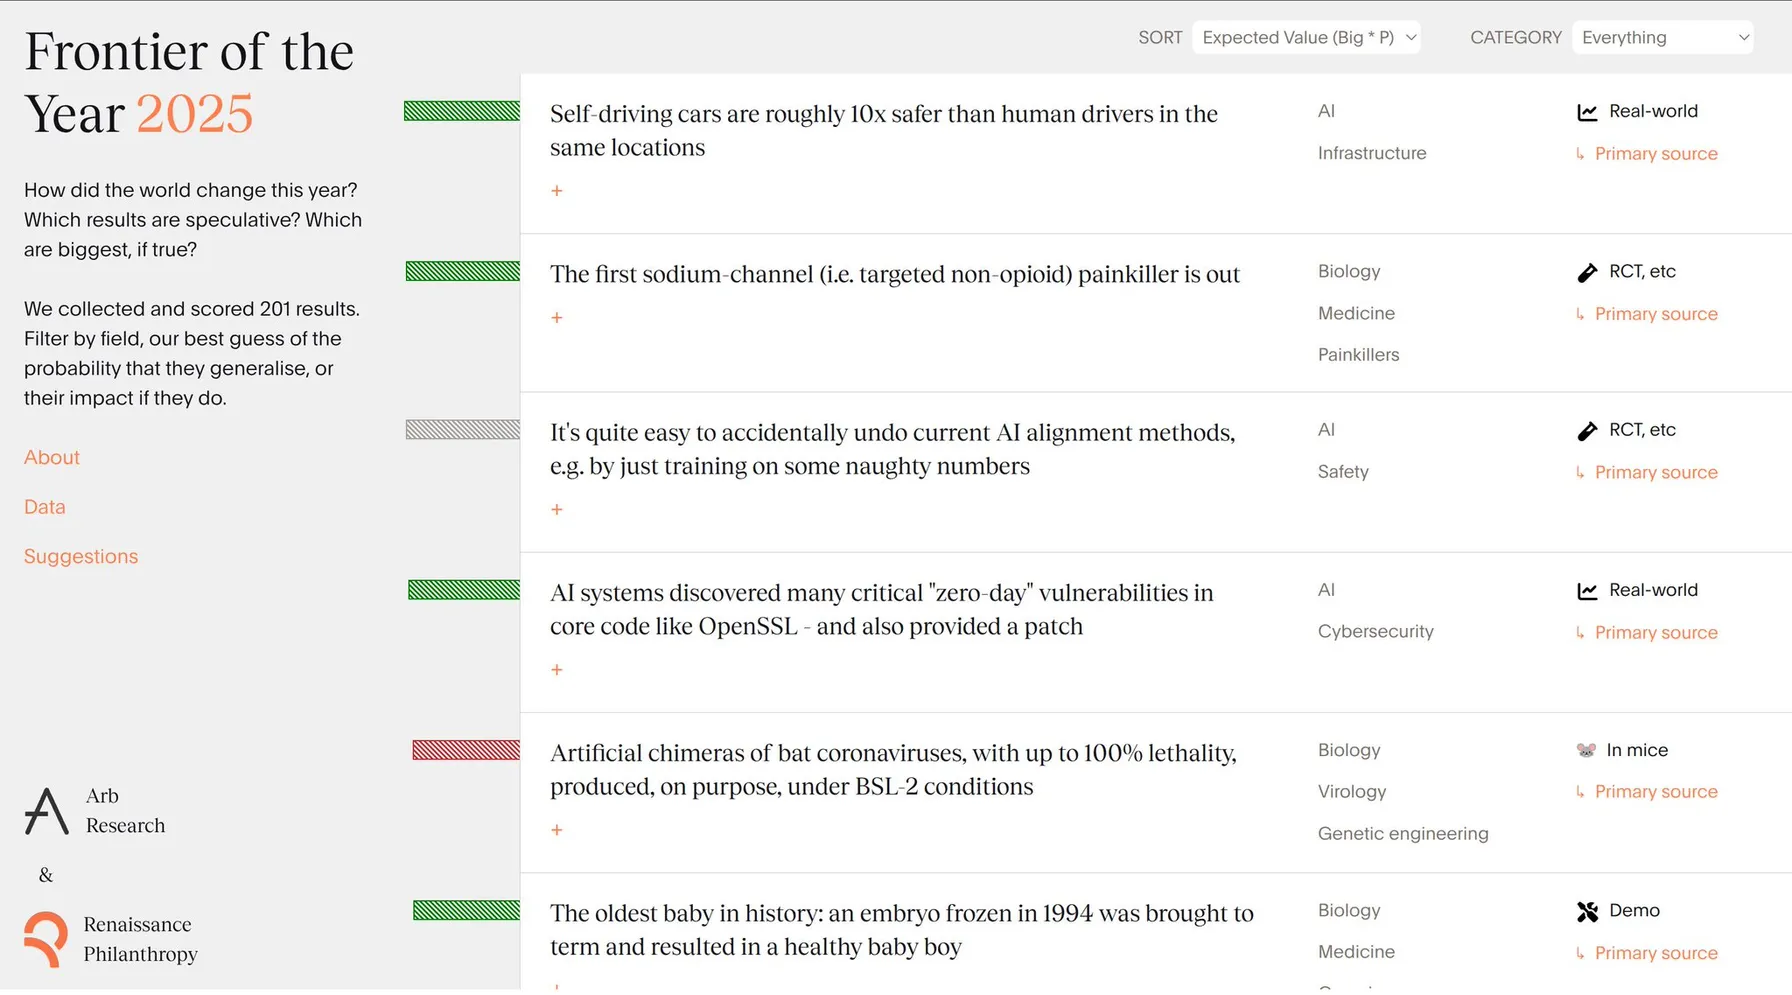 Frontier of the
Year 2025
How did the world change this year?
Which results are speculative? Which
are biggest, if true?
We collected and scored 201 results.
Filter by field, our best guess of the
probability that they generalise, or
their impact if they do.
About
Data
Suggestions
Arb
Research
&
Renaissance
Philanthropy
SORT Expected Value (Big * P) CATEGORY Everything
Self-driving cars are roughly 10x safer than human drivers in the
same locations
+
AI
Infrastructure
Real-world
↳ Primary source
The first sodium-channel (i.e. targeted non-opioid) painkiller is out
+
Biology
Medicine
Painkillers
RCT, etc
↳ Primary source
It's quite easy to accidentally undo current AI alignment methods,
e.g. by just training on some naughty numbers
+
AI
Safety
RCT, etc
↳ Primary source
AI systems discovered many critical "zero-day" vulnerabilities in
core code like OpenSSL - and also provided a patch
+
AI
Cybersecurity
Real-world
↳ Primary source
Artificial chimeras of bat coronaviruses, with up to 100% lethality,
produced, on purpose, under BSL-2 conditions
+
Biology
Virology
Genetic engineering
In mice
↳ Primary source
The oldest baby in history: an embryo frozen in 1994 was brought to
term and resulted in a healthy baby boy
Biology
Medicine
Demo
↳ Primary source